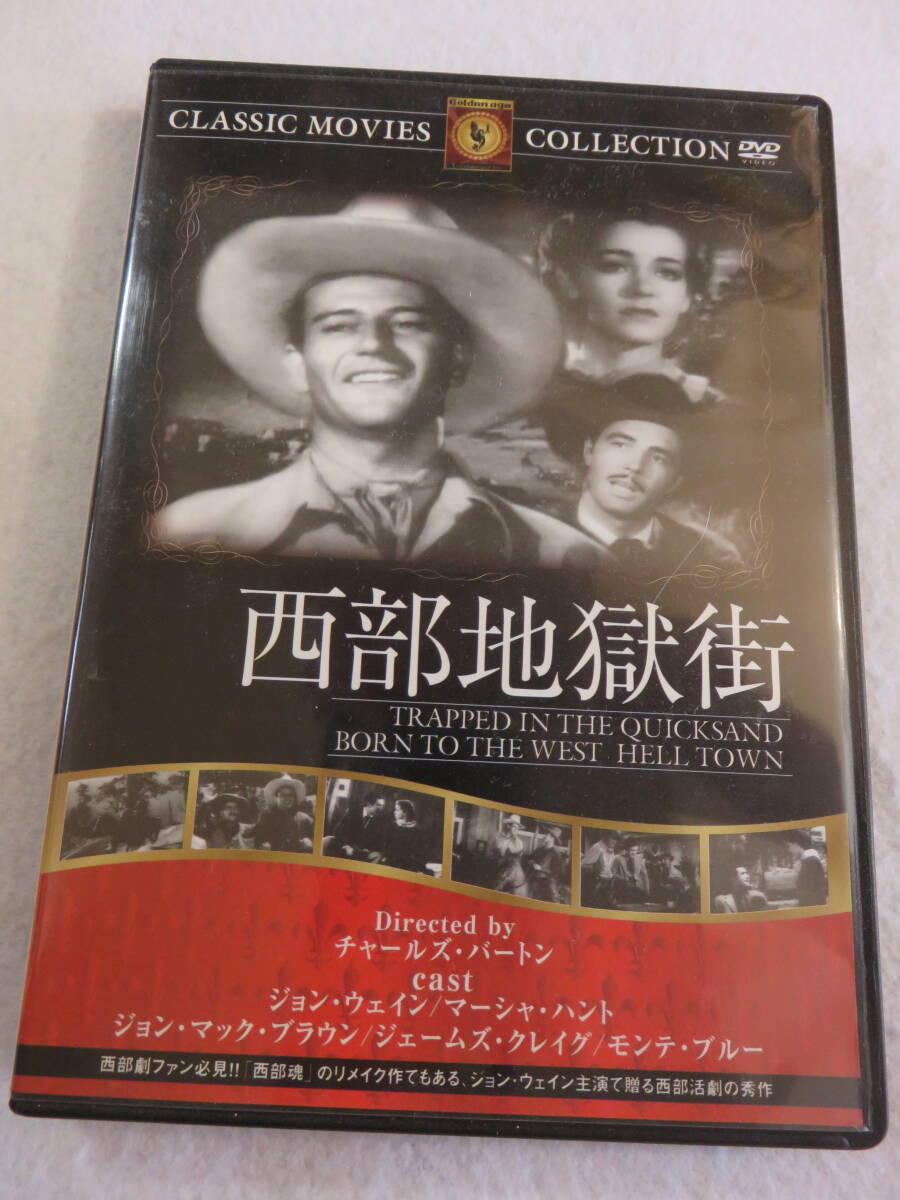 Golden age
CLASSIC MOVIES COLLECTION DVD
VIDEO
西部地獄街
TRAPPED IN THE QUICKSAND
BORN TO THE WEST HELL TOWN
Directed by
チャールズ・バートン
cast
ジョン・ウェイン/マーシャ・ハント
ジョン・マック・ブラウン/ジェームズ・クレイグ/モンテ・ブルー
西部劇ファン必見!!「西部魂」のリメイク作でもある、ジョン・ウェイン主演で贈る西部活劇の秀作